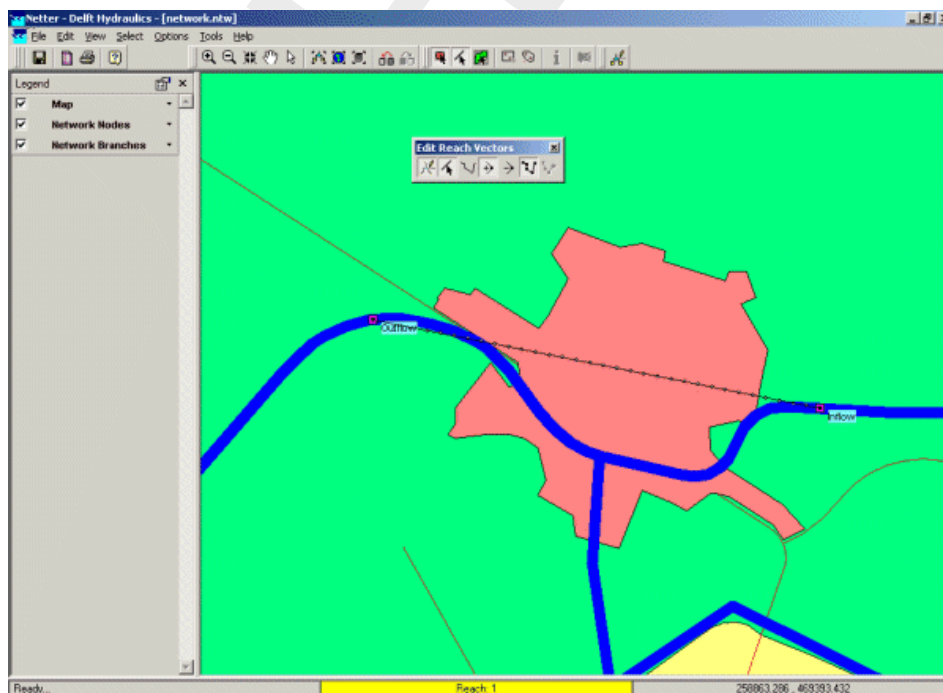 Netter - Delft Hydraulics - [network.ntw]
File Edit View Select Options Tools Help
Legend
Map
Network Nodes
Network Branches
Edit Reach Vectors
Outflow
Inflow
Ready...
Reach: 1
258863.286 , 469393.432